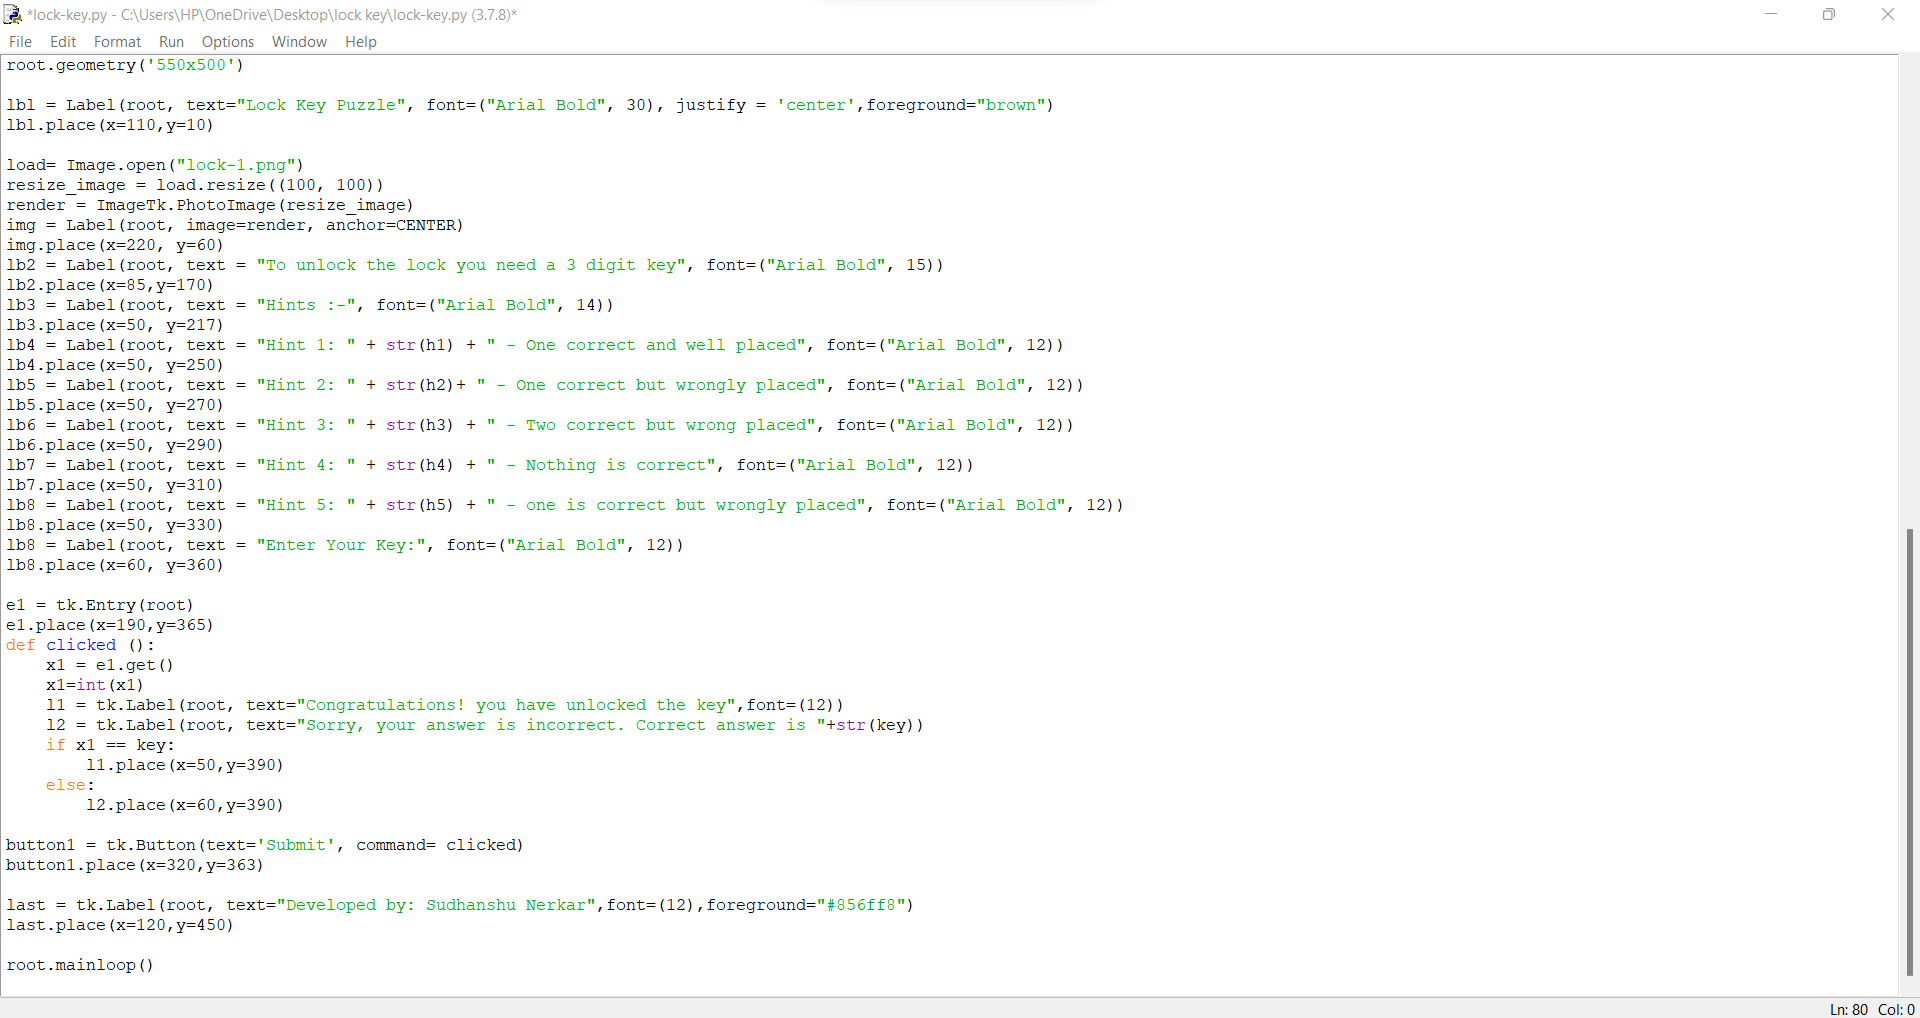 *lock-key.py - C:\Users\HP\OneDrive\Desktop\lock key\lock-key.py (3.7.8)*
File Edit Format Run Options Window Help
root.geometry('550x500')
lbl = Label(root, text="Lock Key Puzzle", font=("Arial Bold", 30), justify = 'center',foreground="brown")
lbl.place(x=110,y=10)
load= Image.open("lock-1.png")
resize_image = load.resize((100, 100))
render = ImageTk.PhotoImage(resize_image)
img = Label(root, image=render, anchor=CENTER)
img.place(x=220, y=60)
lb2 = Label(root, text = "To unlock the lock you need a 3 digit key", font=("Arial Bold", 15))
lb2.place(x=85,y=170)
lb3 = Label(root, text = "Hints :-", font=("Arial Bold", 14))
lb3.place(x=50, y=217)
lb4 = Label(root, text = "Hint 1: " + str(h1) + " - One correct and well placed", font=("Arial Bold", 12))
lb4.place(x=50, y=250)
lb5 = Label(root, text = "Hint 2: " + str(h2)+ " - One correct but wrongly placed", font=("Arial Bold", 12))
lb5.place(x=50, y=270)
lb6 = Label(root, text = "Hint 3: " + str(h3) + " - Two correct but wrong placed", font=("Arial Bold", 12))
lb6.place(x=50, y=290)
lb7 = Label(root, text = "Hint 4: " + str(h4) + " - Nothing is correct", font=("Arial Bold", 12))
lb7.place(x=50, y=310)
lb8 = Label(root, text = "Hint 5: " + str(h5) + " - one is correct but wrongly placed", font=("Arial Bold", 12))
lb8.place(x=50, y=330)
lb8 = Label(root, text = "Enter Your Key:", font=("Arial Bold", 12))
lb8.place(x=60, y=360)
e1 = tk.Entry(root)
e1.place(x=190,y=365)
def clicked ():
    x1 = e1.get()
    x1=int(x1)
    l1 = tk.Label(root, text="Congratulations! you have unlocked the key",font=(12))
    l2 = tk.Label(root, text="Sorry, your answer is incorrect. Correct answer is "+str(key))
    if x1 == key:
        l1.place(x=50,y=390)
    else:
        l2.place(x=60,y=390)
button1 = tk.Button(text='Submit', command= clicked)
button1.place(x=320,y=363)
last = tk.Label(root, text="Developed by: Sudhanshu Nerkar",font=(12),foreground="#856ff8")
last.place(x=120,y=450)
root.mainloop()
Ln: 80 Col: 0